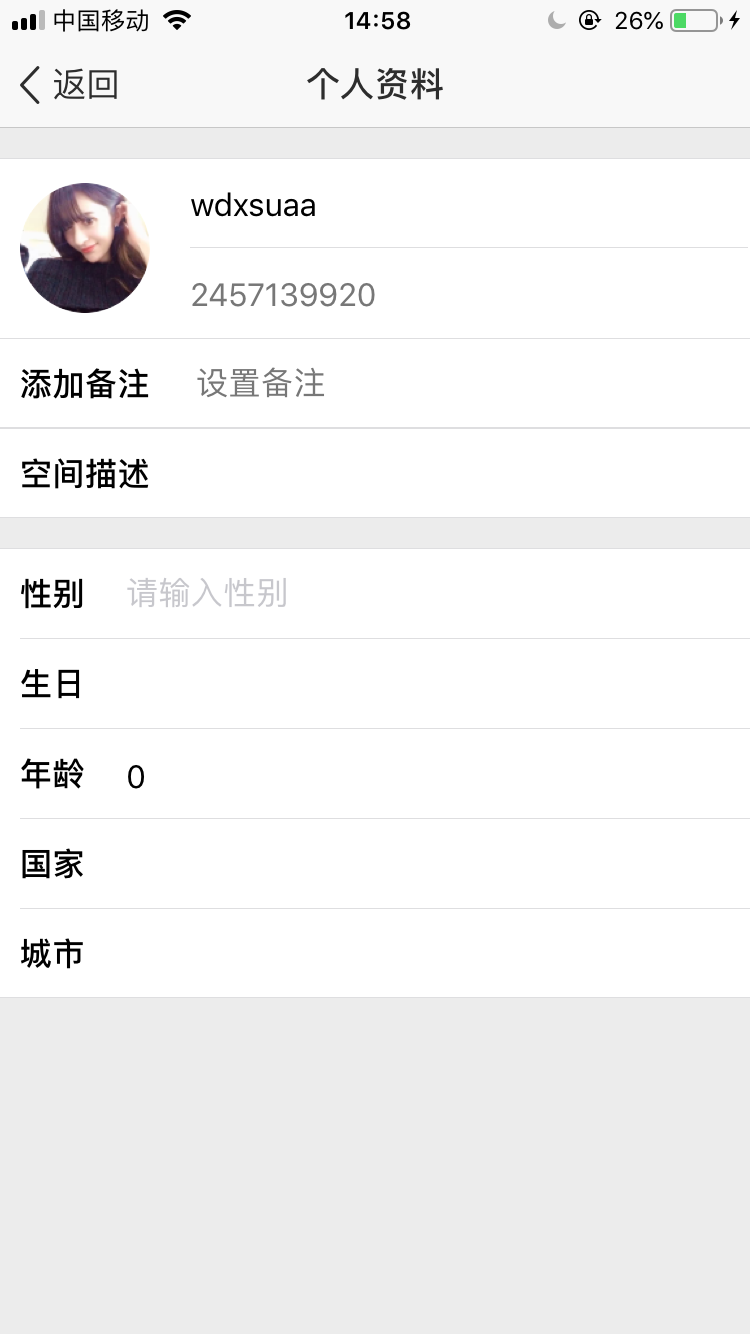 中国移动 14:58 26%
返回 个人资料
wdxsuaa
2457139920
添加备注 设置备注
空间描述
性别 请输入性别
生日
年龄 0
国家
城市